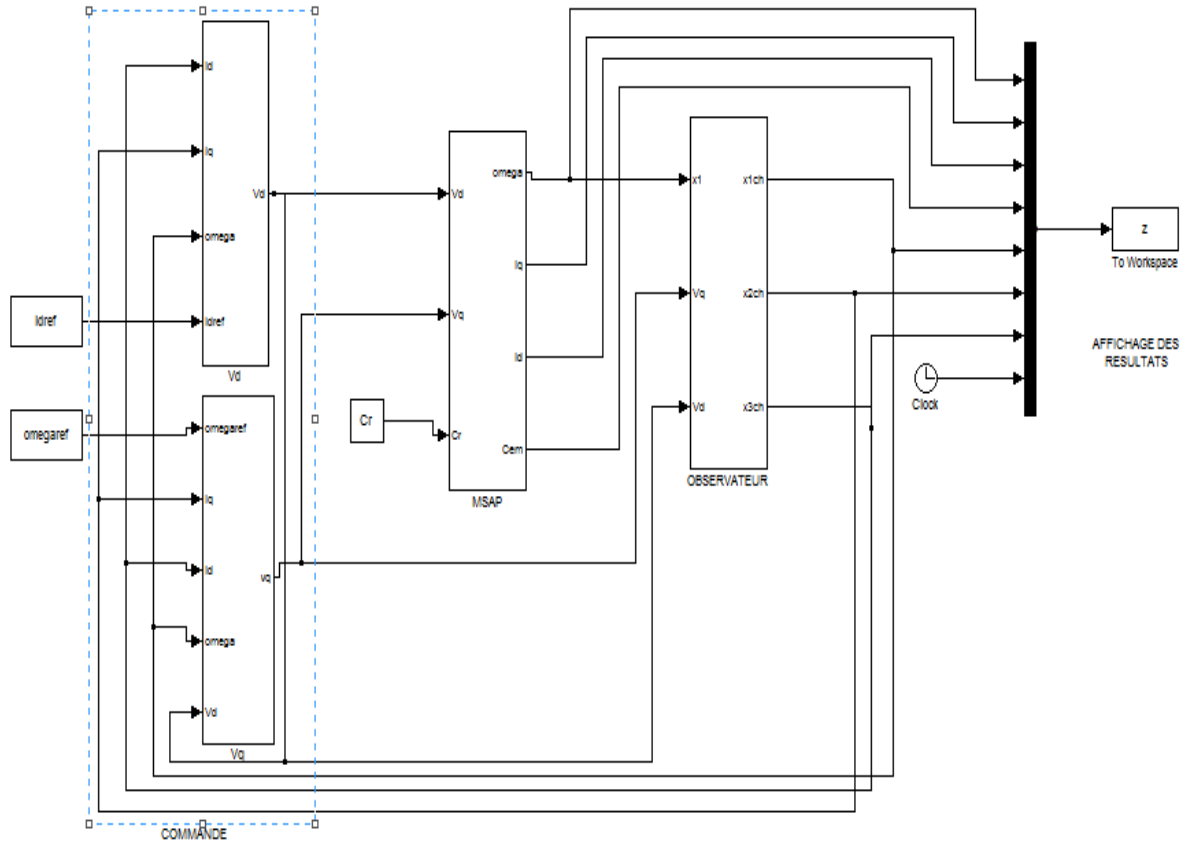 Idref
omegaref
Id
Iq
omega
Idref
Vd
Vd
omegaref
Iq
Id
omega
Vd
vq
Vq
COMMANDE
Cr
Vd
Vq
Cr
omega
Iq
Id
Cem
MSAP
x1
Vq
Vd
x1ch
x2ch
x3ch
OBSERVATEUR
Clock
z
To Workspace
AFFICHAGE DES
RESULTATS